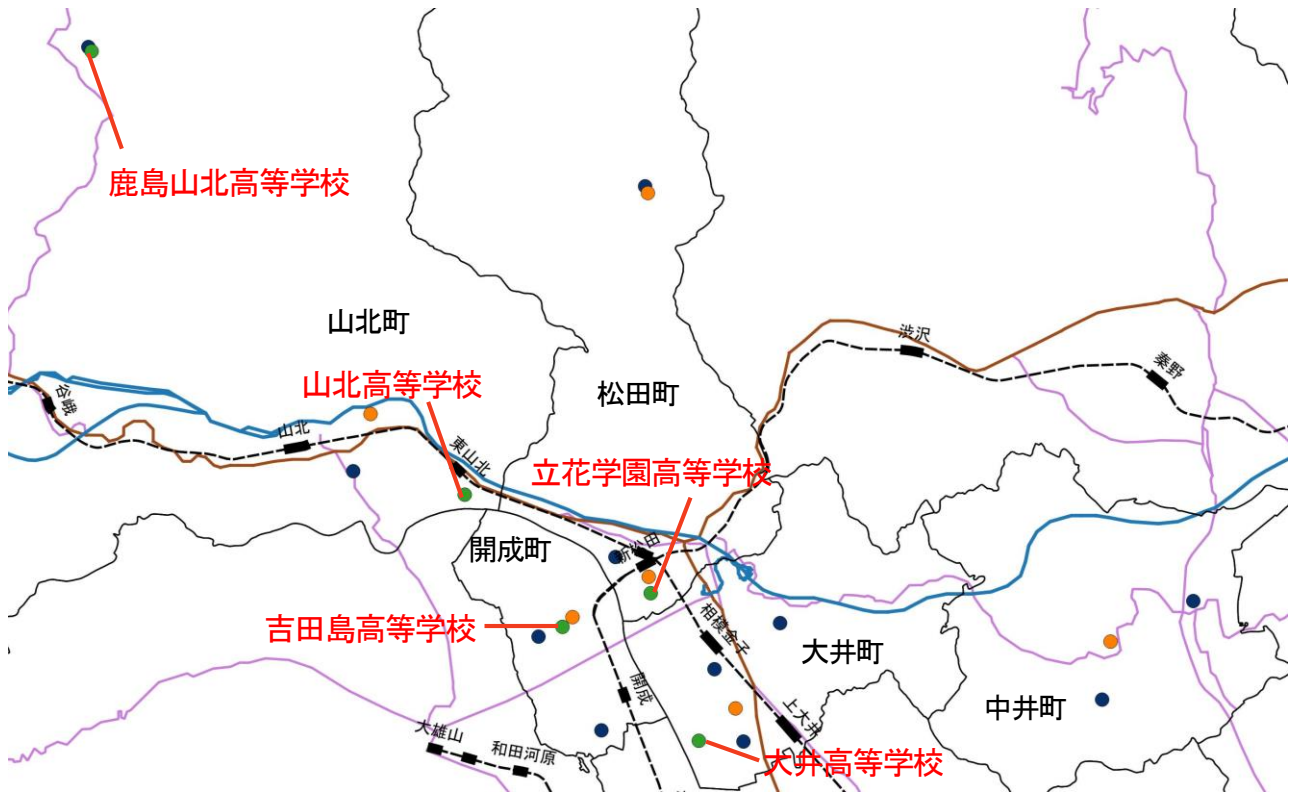 鹿島山北高等学校
山北町
渋沢
秦野
山北高等学校
松田町
谷峨
山北
東山北
立花学園高等学校
開成町
新松田
吉田島高等学校
相模金子
大井町
開成
中井町
上大井
大雄山
和田河原
大井高等学校